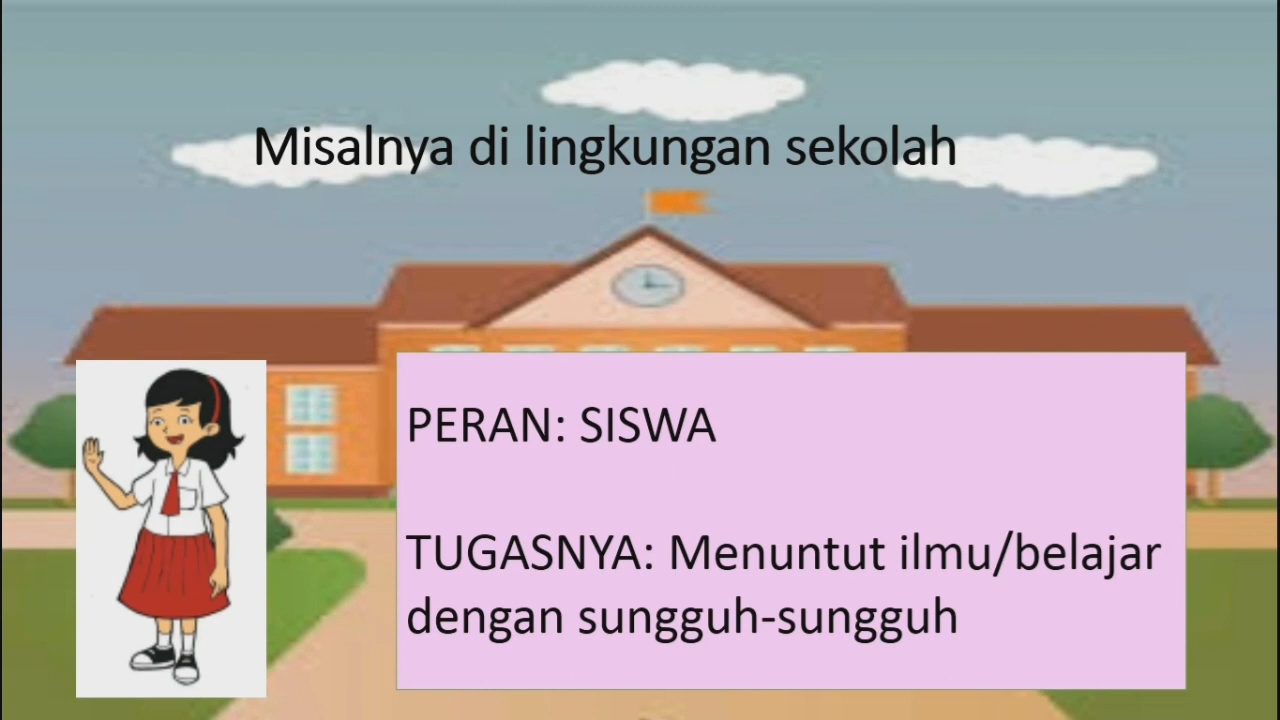 Misalnya di lingkungan sekolah
PERAN: SISWA
TUGASNYA: Menuntut ilmu/belajar
dengan sungguh-sungguh